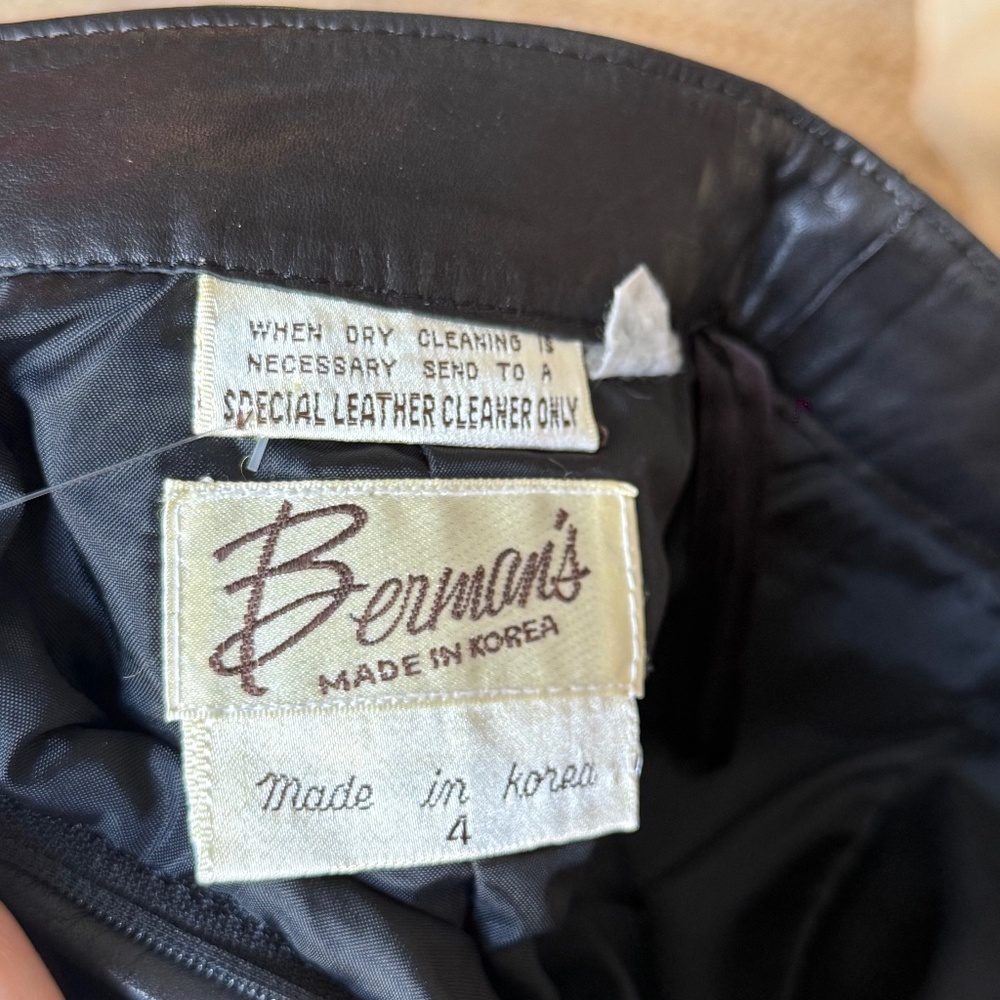 WHEN DRY CLEANING IS
NECESSARY SEND TO A
SPECIAL LEATHER CLEANER ONLY
Berman's
MADE IN KOREA
Made in korea
4